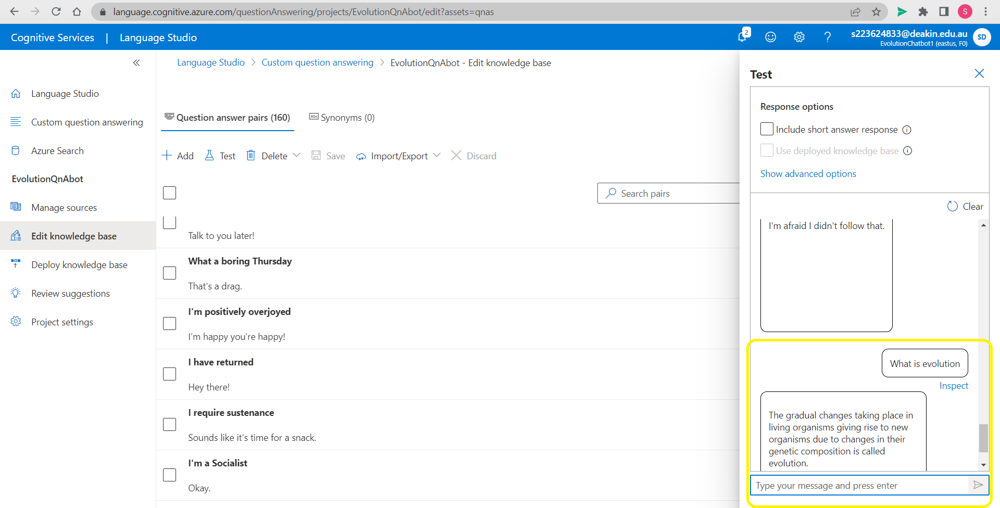 language.cognitive.azure.com/questionAnswering/projects/EvolutionQnAbot/edit?assets=qnas
S
Cognitive Services | Language Studio
2
?
s223624833@deakin.edu.au
EvolutionChatbot1 (eastus, F0)
SD
Language Studio
Custom question answering
Azure Search
EvolutionQnAbot
Manage sources
Edit knowledge base
Deploy knowledge base
Review suggestions
Project settings
Language Studio > Custom question answering > EvolutionQnAbot - Edit knowledge base
Question answer pairs (160)
Abc Synonyms (0)
Add Test Delete Save Import/Export Discard
Search pairs
Talk to you later!
What a boring Thursday
That's a drag.
I'm positively overjoyed
I'm happy you're happy!
I have returned
Hey there!
I require sustenance
Sounds like it's time for a snack.
I'm a Socialist
Okay.
Test
Response options
Include short answer response
Use deployed knowledge base
Show advanced options
Clear
I'm afraid I didn't follow that.
What is evolution
Inspect
The gradual changes taking place in
living organisms giving rise to new
organisms due to changes in their
genetic composition is called
evolution.
Type your message and press enter